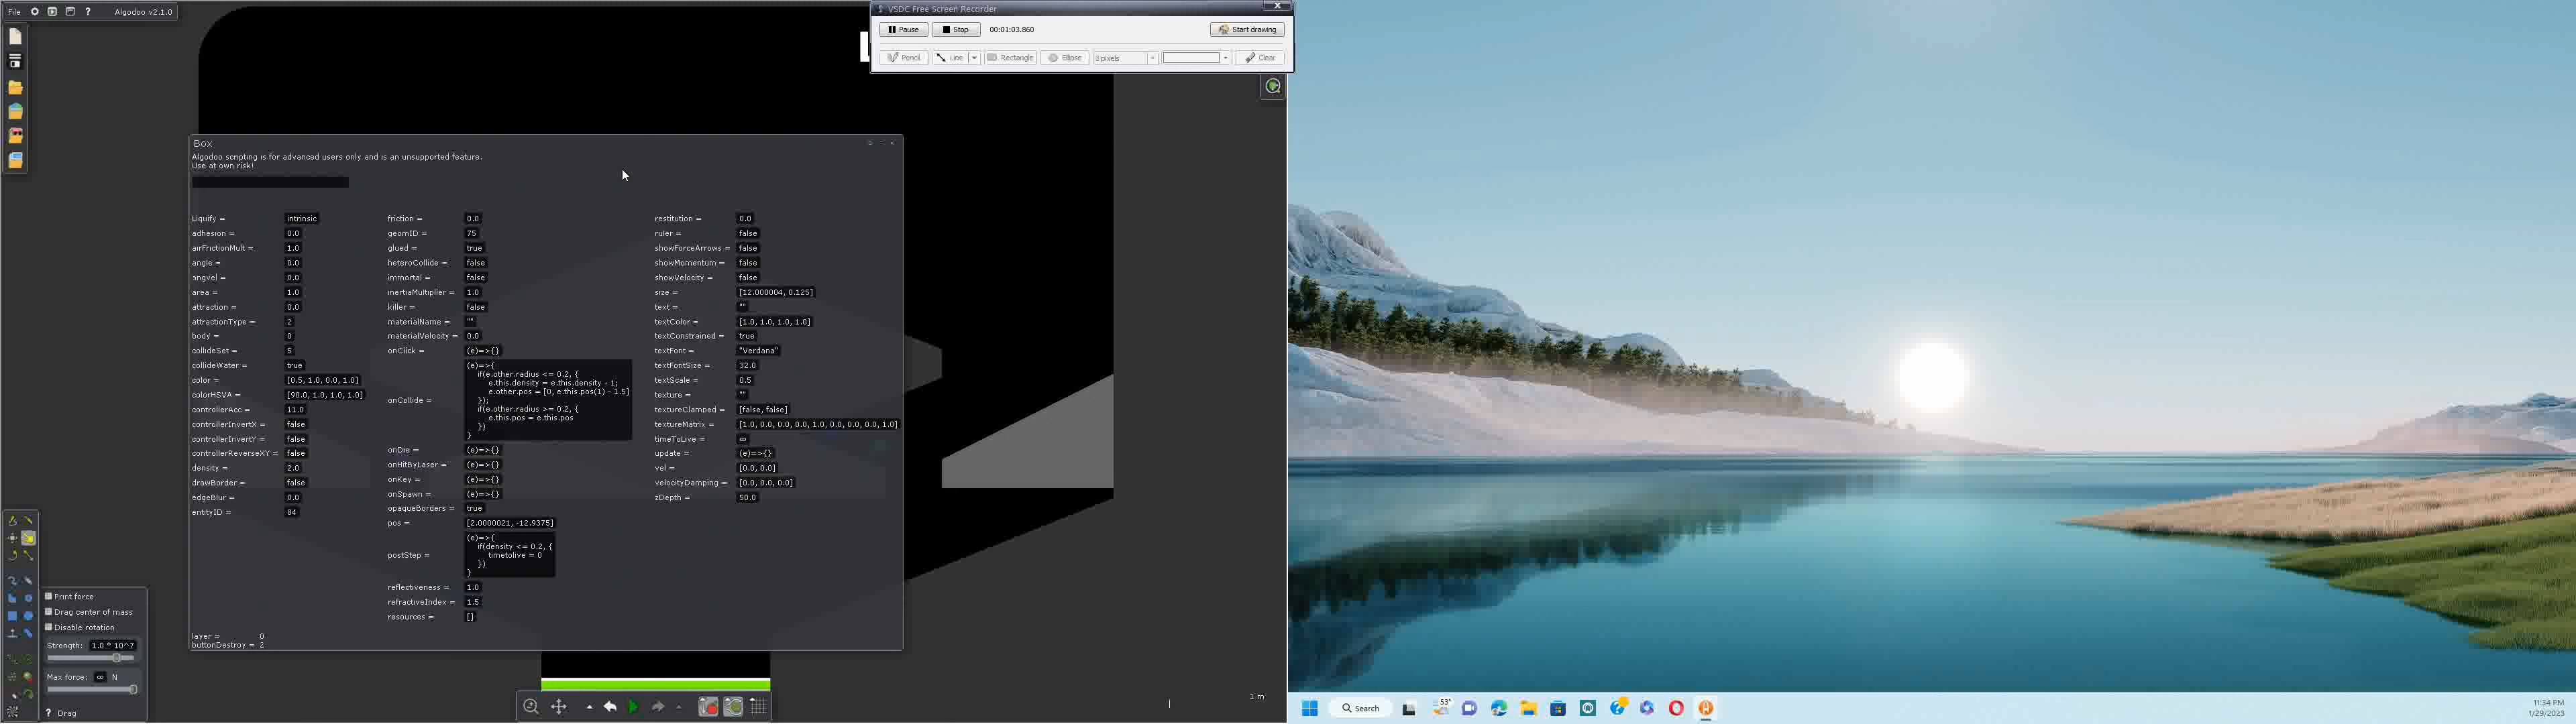 File ? Algodoo v2.1.0
VSDC Free Screen Recorder
Pause Stop 00:01:03.860 Start drawing
Pencil Line Rectangle Ellipse 3 pixels Clear
Box
Algodoo scripting is for advanced users only and is an unsupported feature.
Use at own risk!
Liquify = intrinsic
adhesion = 0.0
airFrictionMult = 1.0
angle = 0.0
angvel = 0.0
area = 1.0
attraction = 0.0
attractionType = 2
body = 0
collideSet = 5
collideWater = true
color = [0.5, 1.0, 0.0, 1.0]
colorHSVA = [90.0, 1.0, 1.0, 1.0]
controllerAcc = 11.0
controllerInvertX = false
controllerInvertY = false
controllerReverseXY = false
density = 2.0
drawBorder = false
edgeBlur = 0.0
entityID = 84
friction = 0.0
geomID = 75
glued = true
heteroCollide = false
immortal = false
inertiaMultiplier = 1.0
killer = false
materialName = ""
materialVelocity = 0.0
onClick = (e)=>{}
onCollide =
(e)=>{
if(e.other.radius <= 0.2, {
e.this.density = e.this.density - 1;
e.other.pos = [0, e.this.pos(1) - 1.5]
});
if(e.other.radius >= 0.2, {
e.this.pos = e.this.pos
})
}
onDie = (e)=>{}
onHitByLaser = (e)=>{}
onKey = (e)=>{}
onSpawn = (e)=>{}
opaqueBorders = true
pos = [2.0000021, -12.9375]
postStep =
(e)=>{
if(density <= 0.2, {
timetolive = 0
})
}
reflectiveness = 1.0
refractiveIndex = 1.5
resources = []
restitution = 0.0
ruler = false
showForceArrows = false
showMomentum = false
showVelocity = false
size = [12.000004, 0.125]
text = ""
textColor = [1.0, 1.0, 1.0, 1.0]
textConstrained = true
textFont = "Verdana"
textFontSize = 32.0
textScale = 0.5
texture = ""
textureClamped = [false, false]
textureMatrix = [1.0, 0.0, 0.0, 0.0, 1.0, 0.0, 0.0, 0.0, 1.0]
timeToLive = ∞
update = (e)=>{}
vel = [0.0, 0.0]
velocityDamping = [0.0, 0.0, 0.0]
zDepth = 50.0
layer = 0
buttonDestroy = 2
Print force
Drag center of mass
Disable rotation
Strength: 1.0 * 10^7
Max force: ∞ N
? Drag
1 m
Search
53°
11:34 PM
1/29/2023